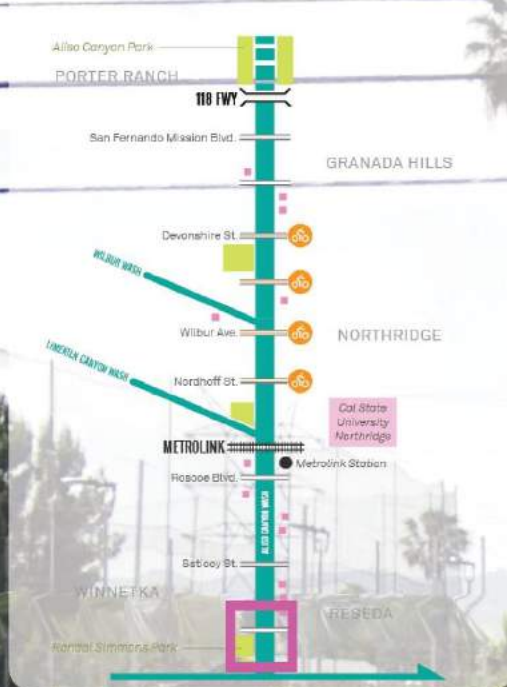 Aliso Canyon Park
PORTER RANCH
118 FWY
San Fernando Mission Blvd.
GRANADA HILLS
Devonshire St.
WILBUR WASH
Wilbur Ave.
NORTHRIDGE
LIMEKILN CANYON WASH
Nordhoff St.
Cal State
University
Northridge
METROLINK
Metrolink Station
Roscoe Blvd.
ALISO CANYON WASH
Saticoy St.
WINNETKA
RESEDA
Randal Simmons Park